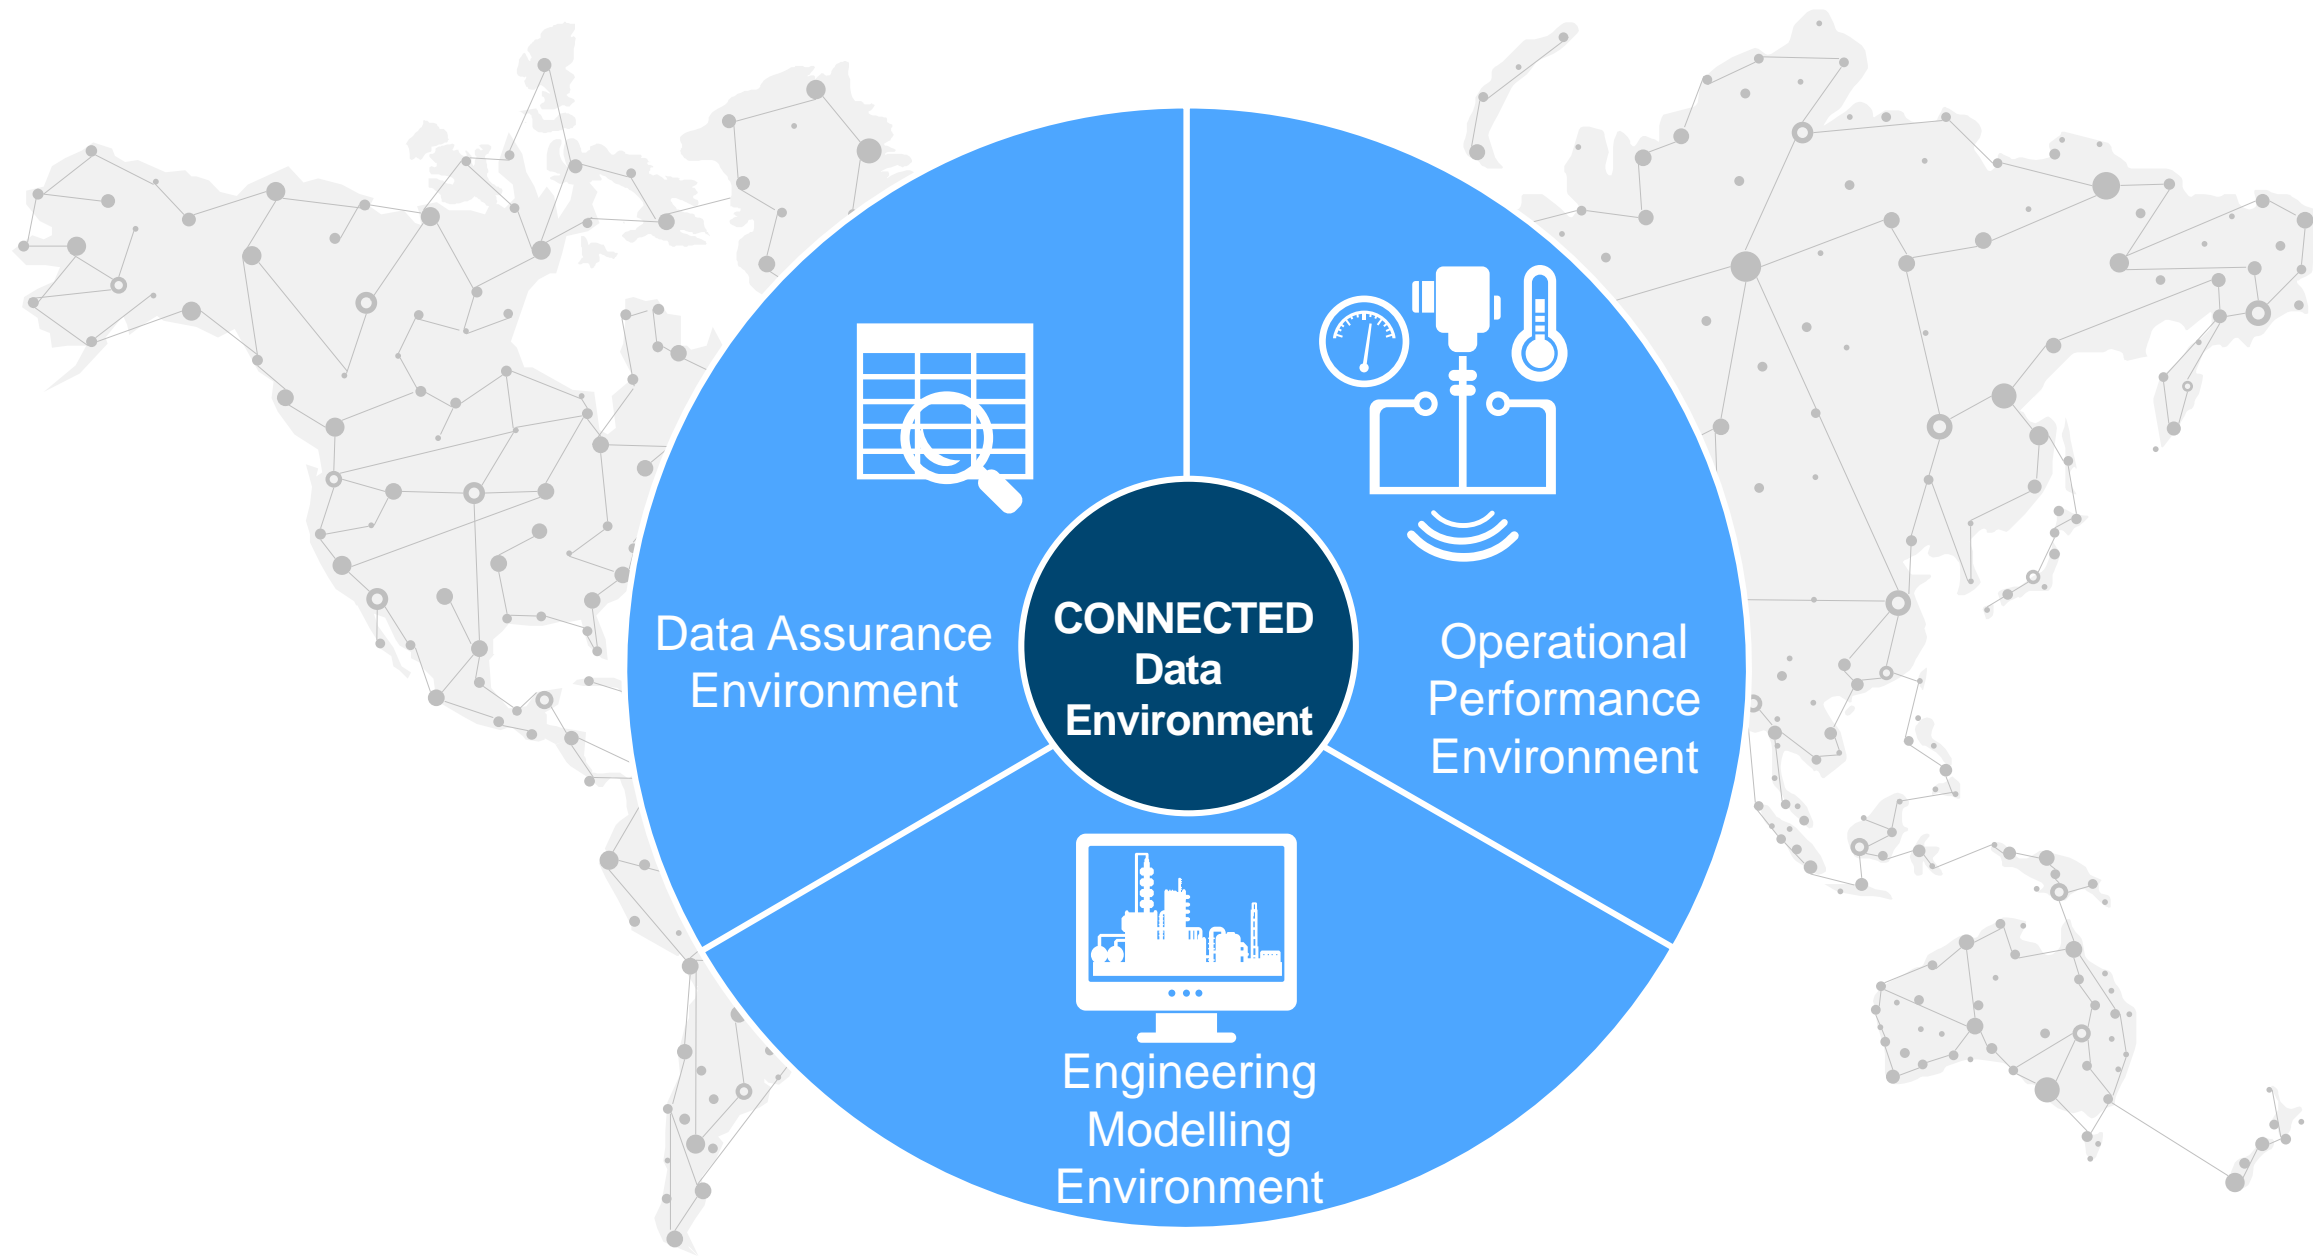 Data Assurance
Environment
CONNECTED
Data
Environment
Operational
Performance
Environment
Engineering
Modelling
Environment